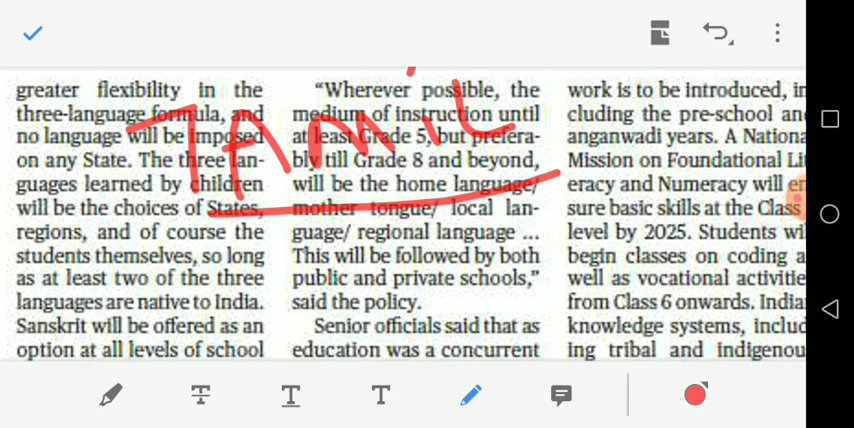 greater flexibility in the
three-language formula, and
no language will be imposed
on any State. The three lan-
guages learned by children
will be the choices of States,
regions, and of course the
students themselves, so long
as at least two of the three
languages are native to India.
Sanskrit will be offered as an
option at all levels of school
“Wherever possible, the
medium of instruction until
at least Grade 5, but prefera-
bly till Grade 8 and beyond,
will be the home language/
mother tongue/ local lan-
guage/ regional language ...
This will be followed by both
public and private schools,”
said the policy.
Senior officials said that as
education was a concurrent
work is to be introduced, in
cluding the pre-school an
anganwadi years. A Nationa
Mission on Foundational Li
eracy and Numeracy will e
sure basic skills at the Class
level by 2025. Students wi
begin classes on coding a
well as vocational activitie
from Class 6 onwards. India
knowledge systems, includ
ing tribal and indigenou
TAMiL
T
T
T